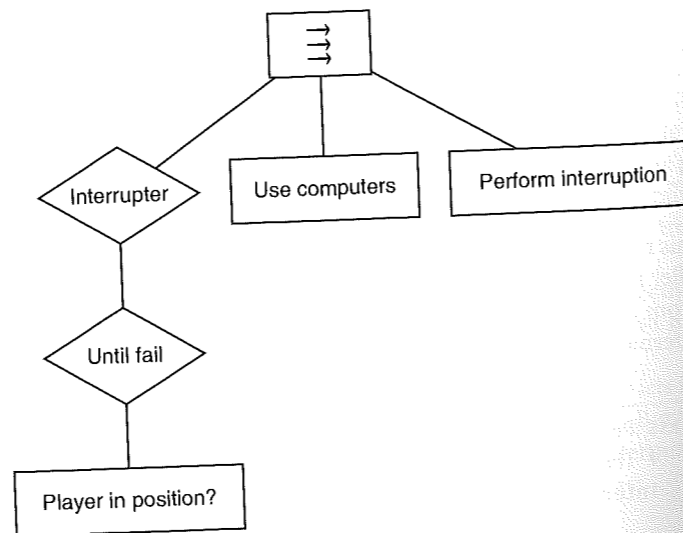 →
→
→
Interrupter
Use computers
Perform interruption
Until fail
Player in position?